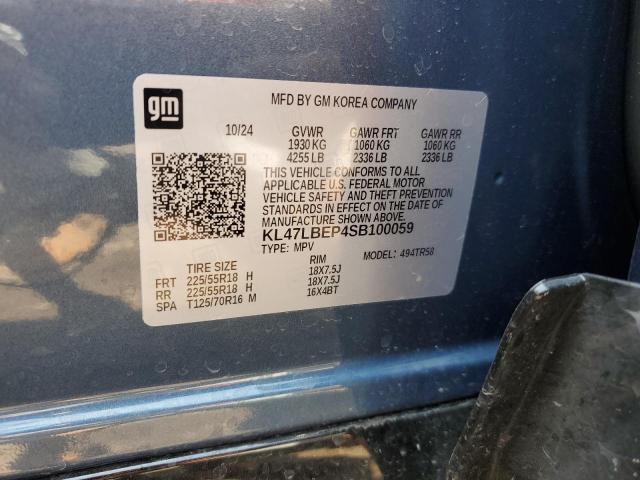 gm
MFD BY GM KOREA COMPANY
10/24 GVWR GAWR FRT GAWR RR
1930 KG 1060 KG 1060 KG
4255 LB 2336 LB 2336 LB
THIS VEHICLE CONFORMS TO ALL
APPLICABLE U.S. FEDERAL MOTOR
VEHICLE SAFETY AND THEFT PREVENTION
STANDARDS IN EFFECT ON THE DATE OF
MANUFACTURE SHOWN ABOVE.
KL47LBEP4SB100059
TYPE: MPV MODEL: 494TR58
TIRE SIZE RIM
FRT 225/55R18 H 18X7.5J
RR 225/55R18 H 18X7.5J
SPA T125/70R16 M 16X4BT